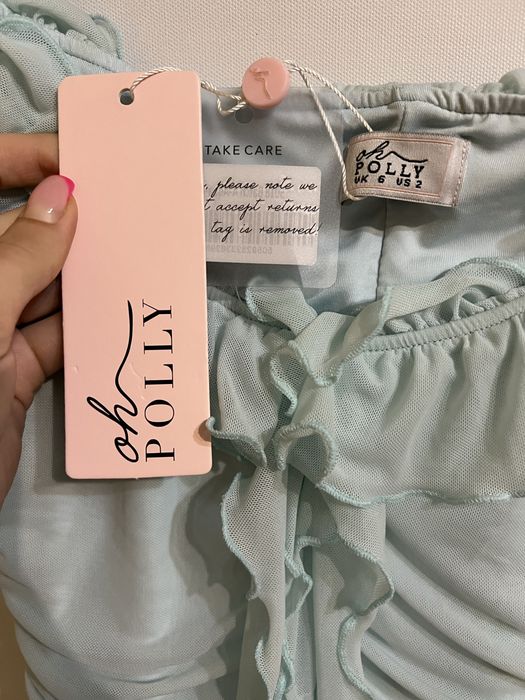 TAKE CARE
please note we
accept returns
tag is removed!
oh
POLLY
UK 6 US 2
oh
POLLY